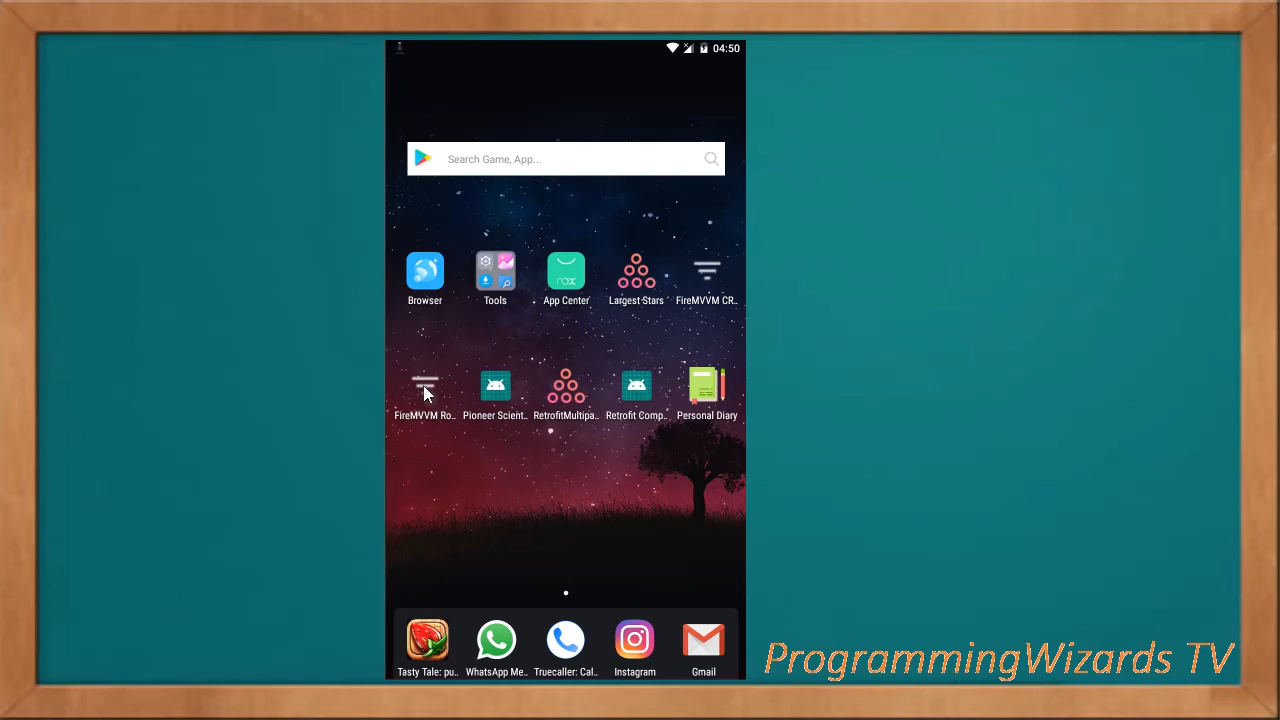 04:50
Search Game, App...
nox
Browser
Tools
App Center
Largest Stars
FireMVVM CR..
FireMVVM Ro..
Pioneer Scient..
RetrofitMultipa..
Retrofit Comp..
Personal Diary
Tasty Tale: pu..
WhatsApp Me..
Truecaller: Cal..
Instagram
Gmail
ProgrammingWizards TV